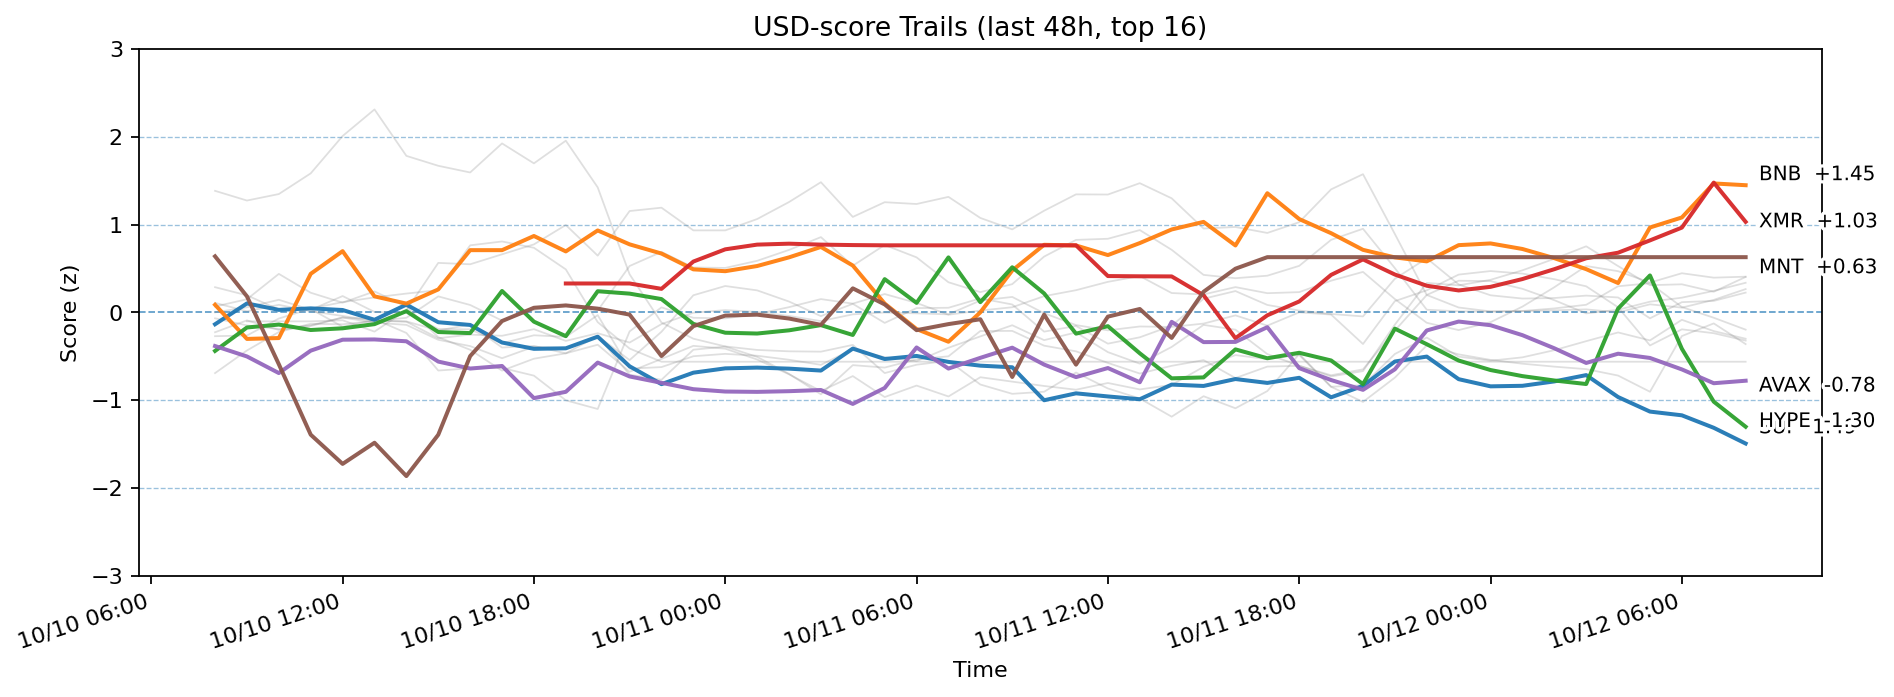 USD-score Trails (last 48h, top 16)
Score (z)
3
2
1
0
−1
−2
−3
BNB +1.45
XMR +1.03
MNT +0.63
AVAX -0.78
HYPE -1.30
10/10 06:00
10/10 12:00
10/10 18:00
10/11 00:00
10/11 06:00
10/11 12:00
10/11 18:00
10/12 00:00
10/12 06:00
Time